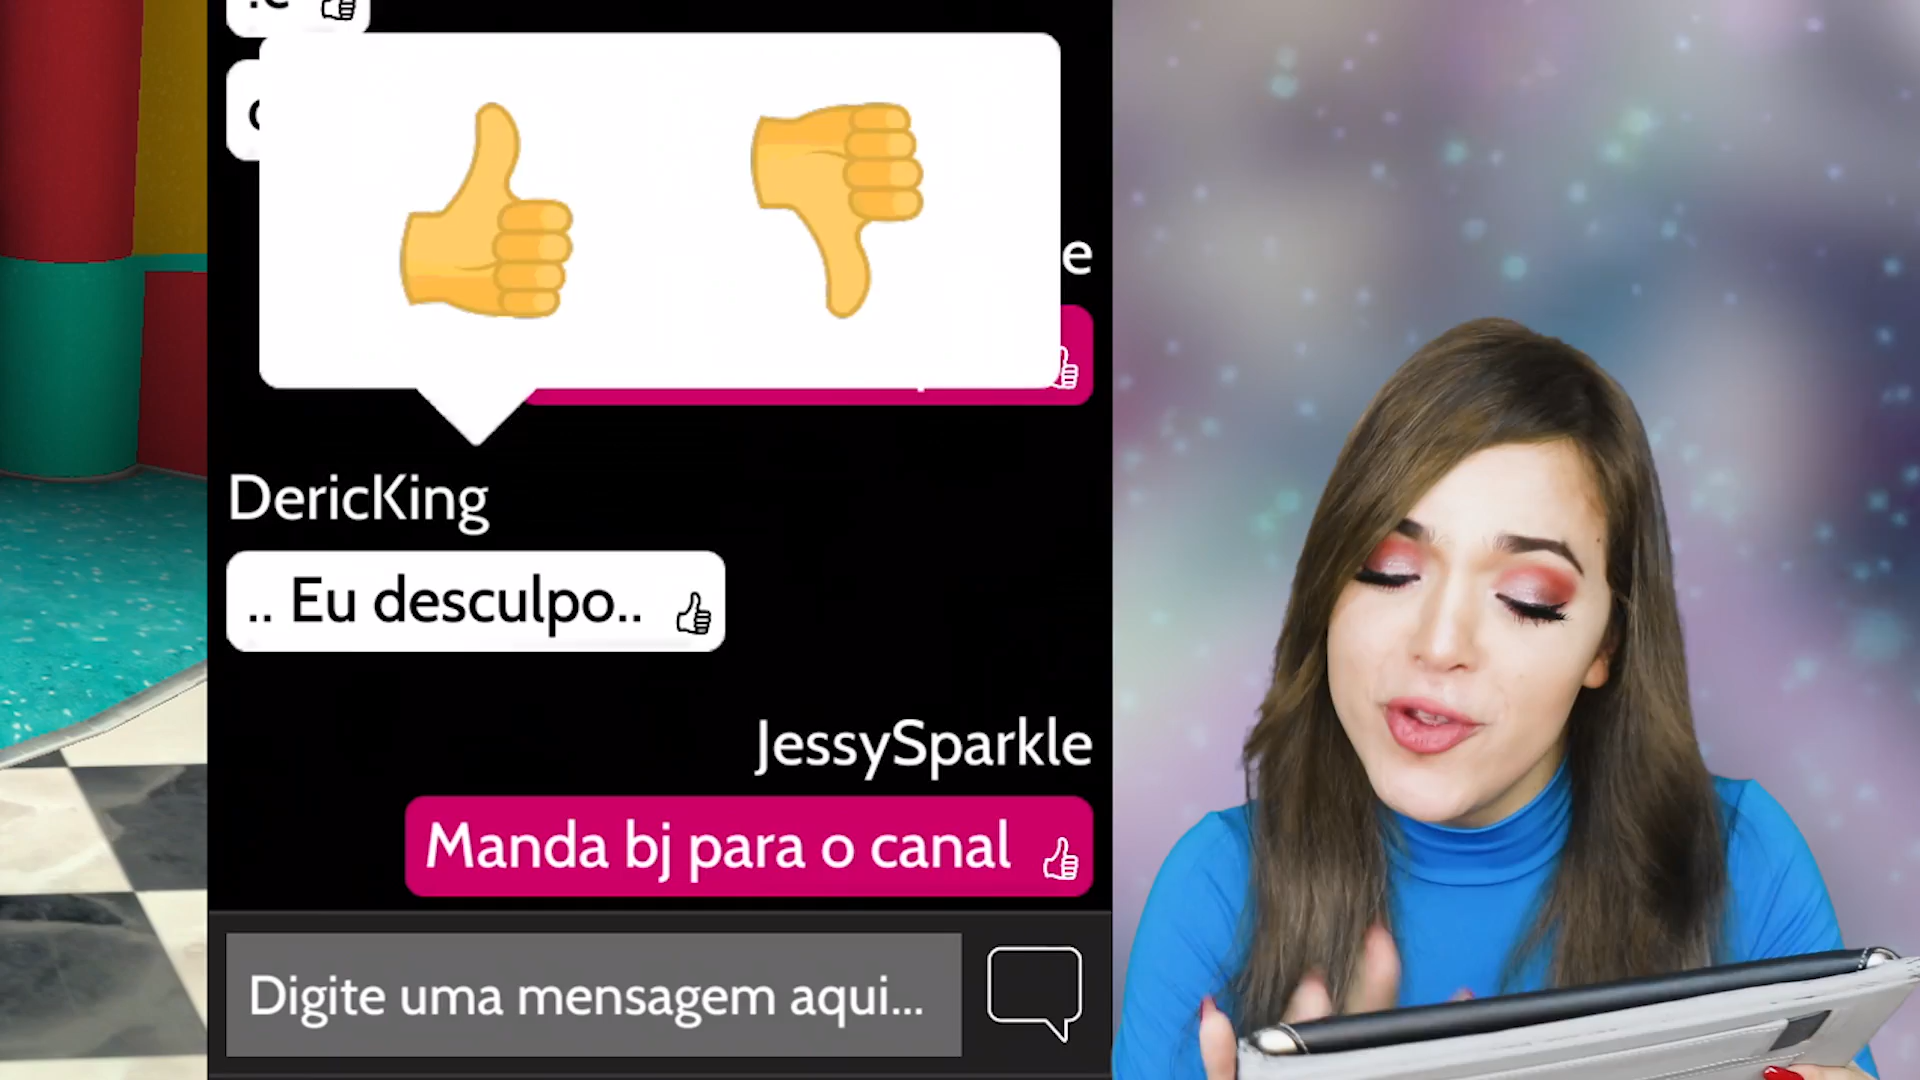 DericKing
.. Eu desculpo..
JessySparkle
Manda bj para o canal
Digite uma mensagem aqui...